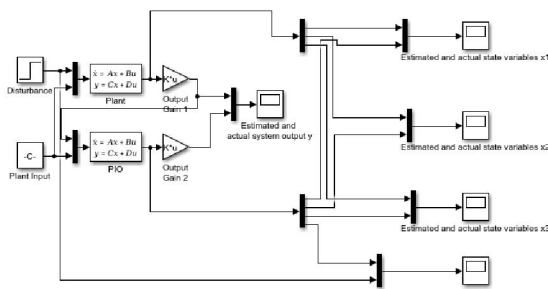 ẋ = Ax+Bu
y = Cx+Du
Plant
Disturbance
K*u
Output
Gain 1
Estimated and
actual system output y
Estimated and actual state variables x1
-C-
Plant Input
ẋ = Ax+Bu
y = Cx+Du
PIO
K*u
Output
Gain 2
Estimated and actual state variables x2
Estimated and actual state variables x3